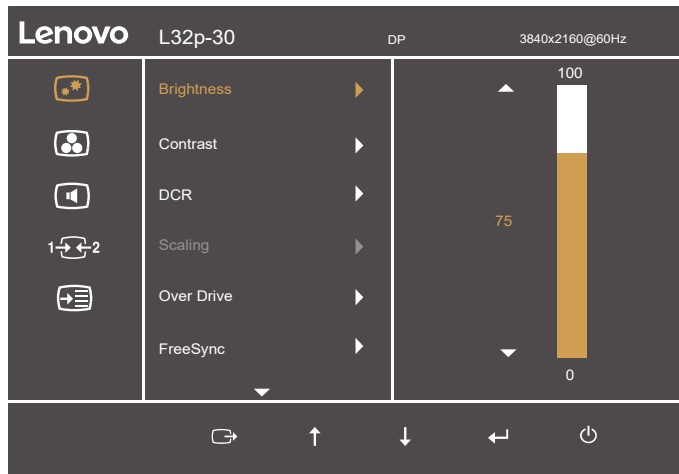 Lenovo L32p-30 DP 3840x2160@60Hz
100
Brightness
Contrast
DCR
75
1 2
Scaling
Over Drive
FreeSync
0